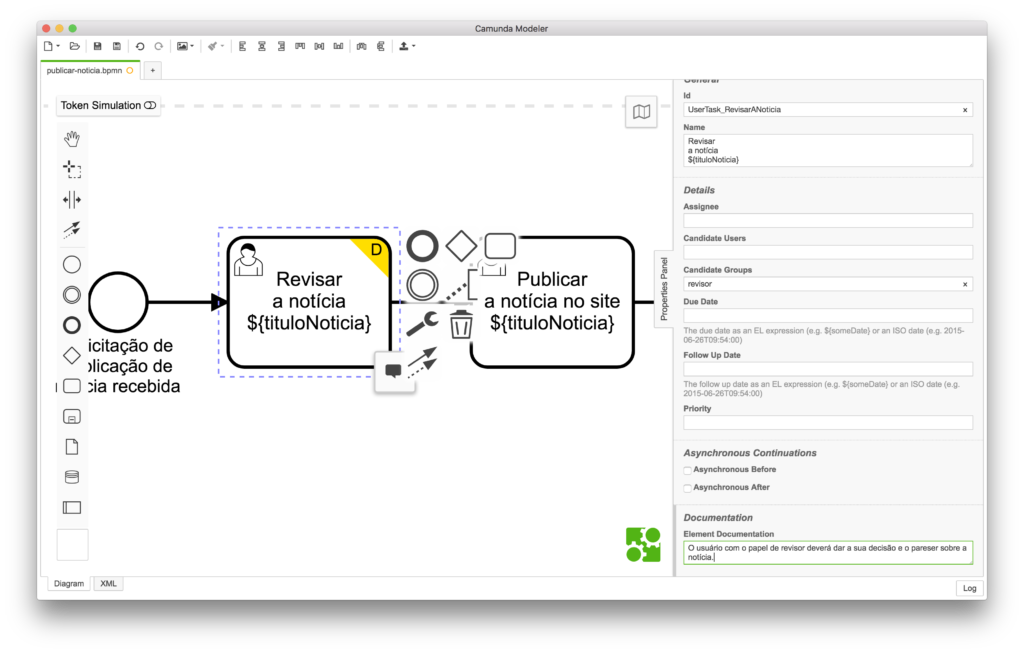 Camunda Modeler
publicar-noticia.bpmn
+
Token Simulation
General
Id
UserTask_RevisarANoticia
×
Name
Revisar
a notícia
${tituloNoticia}
Details
Assignee
Candidate Users
Candidate Groups
revisor
×
Due Date
The due date as an EL expression (e.g. ${someDate} or an ISO date (e.g. 2015-
06-26T09:54:00)
Follow Up Date
The follow up date as an EL expression (e.g. ${someDate} or an ISO date (e.g.
2015-06-26T09:54:00)
Priority
Asynchronous Continuations
Asynchronous Before
Asynchronous After
Documentation
Element Documentation
O usuário com o papel de revisor deverá dar a sua decisão e o pareser sobre a
notícia.
Properties Panel
D
Revisar
a notícia
${tituloNoticia}
Publicar
a notícia no site
${tituloNoticia}
icitação de
plicação de
cia recebida
Diagram
XML
Log